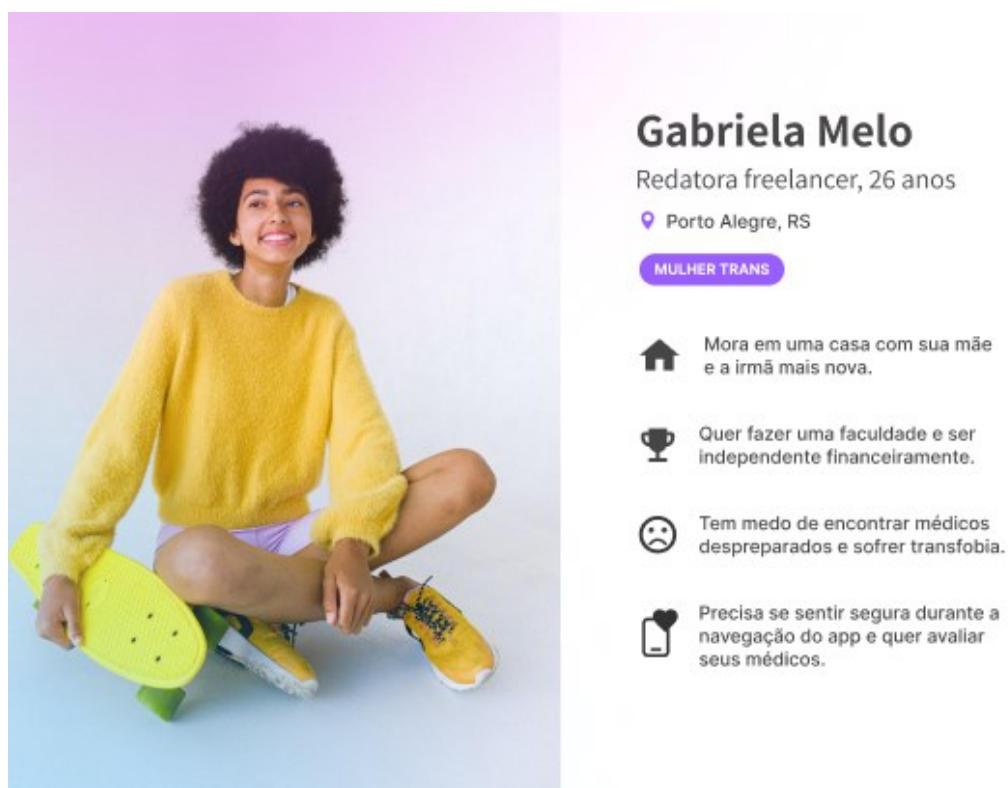 Gabriela Melo
Redatora freelancer, 26 anos
Porto Alegre, RS
MULHER TRANS
Mora em uma casa com sua mãe
e a irmã mais nova.
Quer fazer uma faculdade e ser
independente financeiramente.
Tem medo de encontrar médicos
despreparados e sofrer transfobia.
Precisa se sentir segura durante a
navegação do app e quer avaliar
seus médicos.